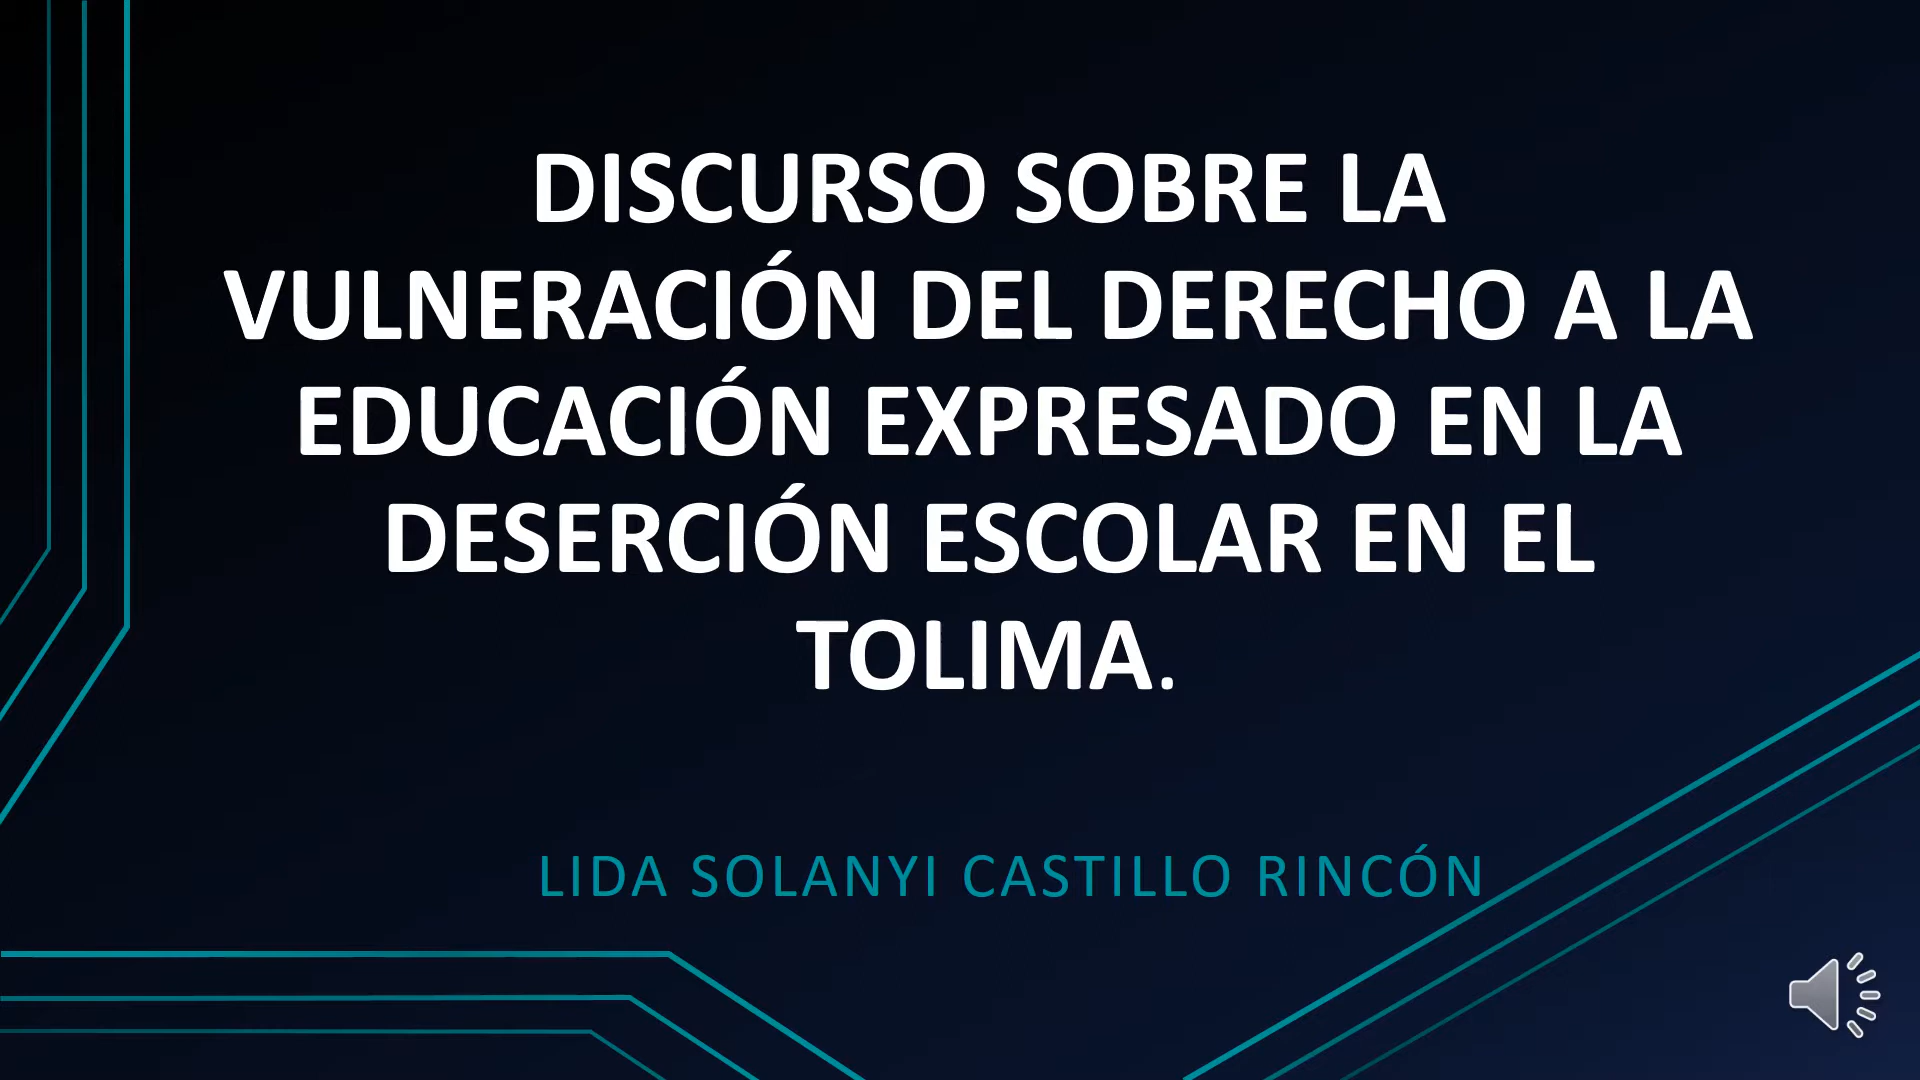 DISCURSO SOBRE LA
VULNERACIÓN DEL DERECHO A LA
EDUCACIÓN EXPRESADO EN LA
DESERCIÓN ESCOLAR EN EL
TOLIMA.
LIDA SOLANYI CASTILLO RINCÓN